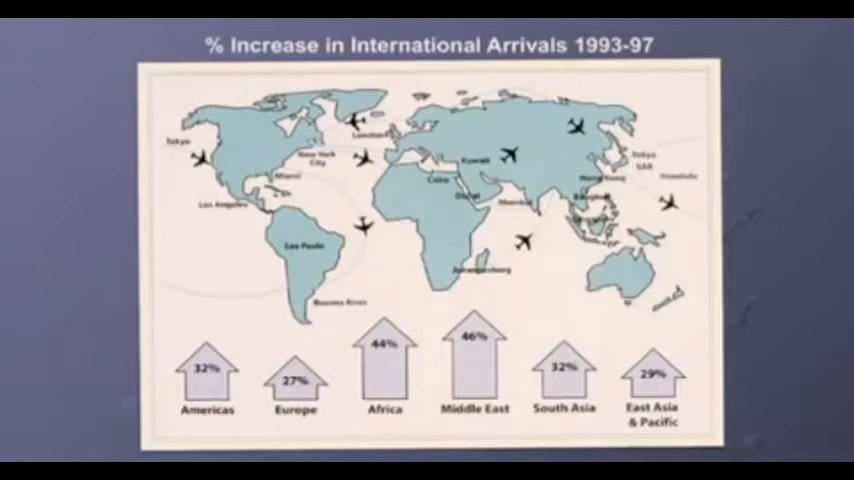 % Increase in International Arrivals 1993-97
Tokyo
London
New York
City
Kuwait
Tokyo
SAR
Miami
Cairo
Hong Kong
Honolulu
Los Angeles
Dubai
Mumbai
Bangkok
Sao Paulo
Johannesburg
Buenos Aires
32%
27%
44%
46%
32%
29%
Americas
Europe
Africa
Middle East
South Asia
East Asia
& Pacific